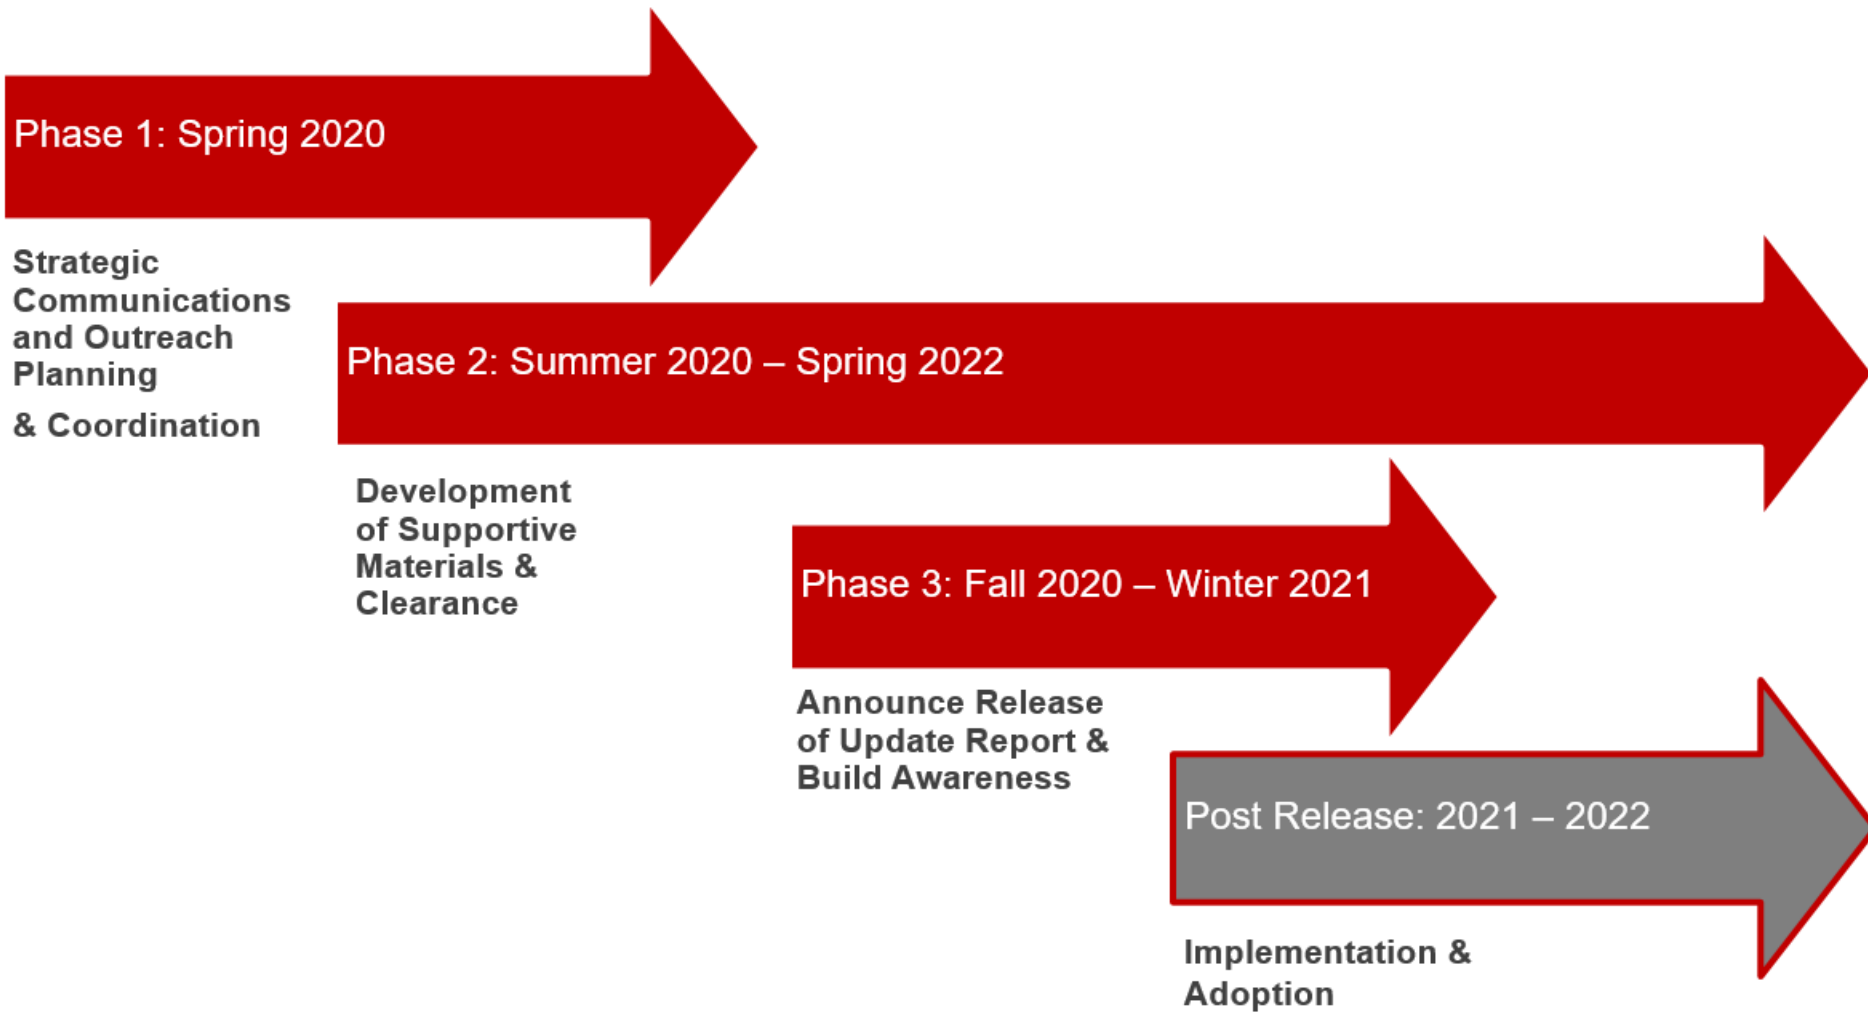 Phase 1: Spring 2020
Strategic
Communications
and Outreach
Planning
& Coordination
Phase 2: Summer 2020 – Spring 2022
Development
of Supportive
Materials &
Clearance
Phase 3: Fall 2020 – Winter 2021
Announce Release
of Update Report &
Build Awareness
Post Release: 2021 – 2022
Implementation &
Adoption